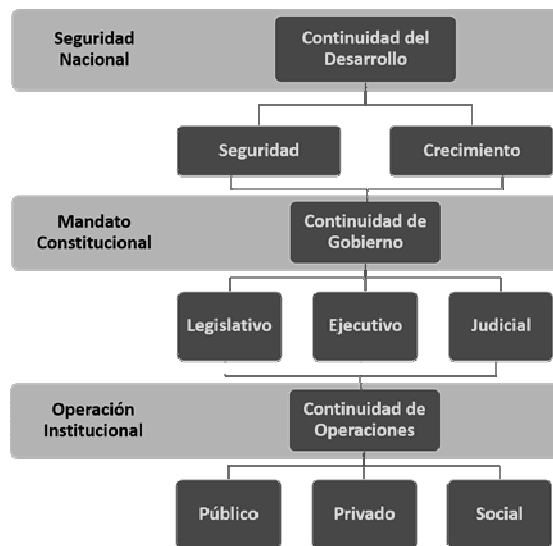 Seguridad
Nacional
Continuidad del
Desarrollo
Seguridad
Crecimiento
Mandato
Constitucional
Continuidad de
Gobierno
Legislativo
Ejecutivo
Judicial
Operación
Institucional
Continuidad de
Operaciones
Público
Privado
Social